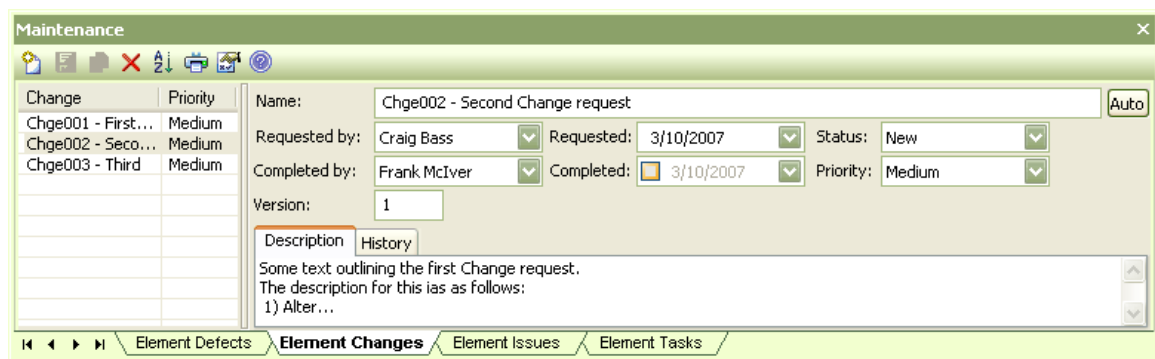 Maintenance
Change Priority
Chge001 - First... Medium
Chge002 - Seco... Medium
Chge003 - Third Medium
Name: Chge002 - Second Change request Auto
Requested by: Craig Bass Requested: 3/10/2007 Status: New
Completed by: Frank McIver Completed: 3/10/2007 Priority: Medium
Version: 1
Description History
Some text outlining the first Change request.
The description for this ias as follows:
1) Alter...
Element Defects Element Changes Element Issues Element Tasks